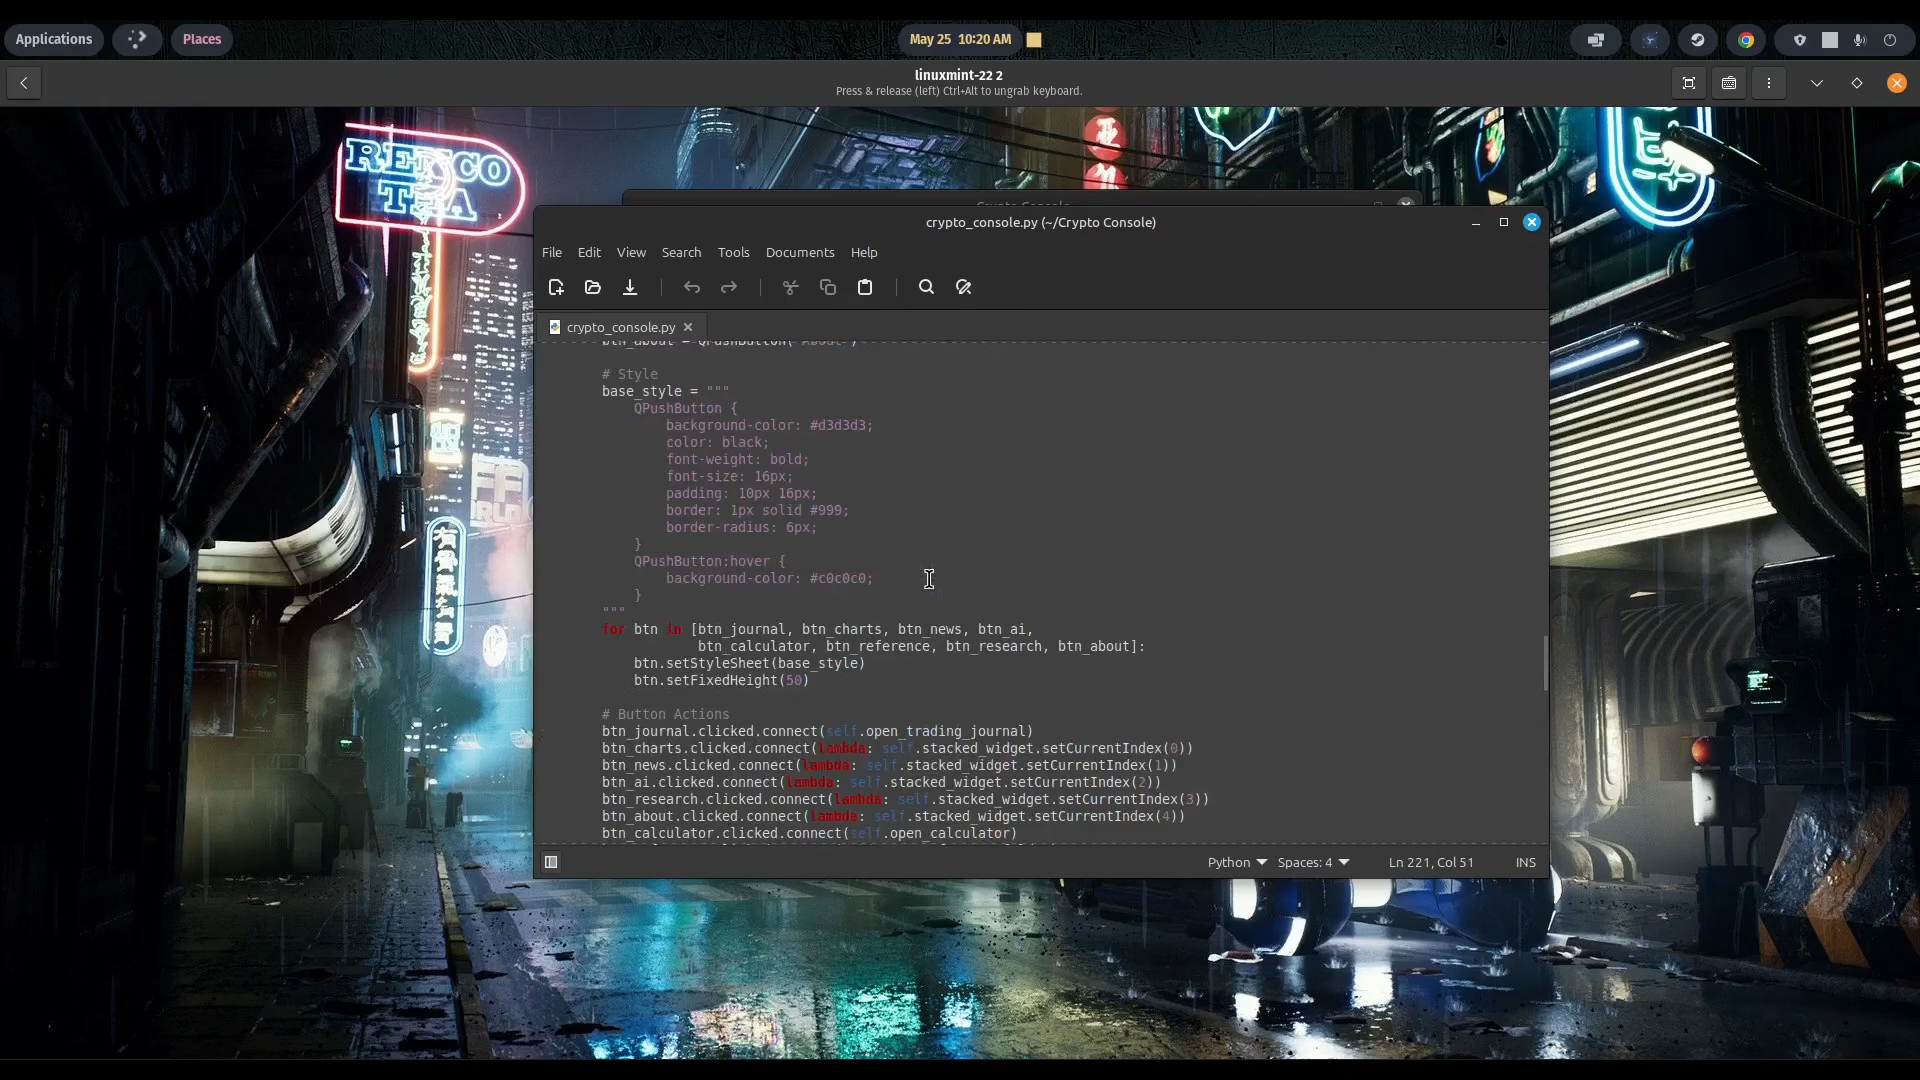 Applications
Places
May 25 10:20 AM
linuxmint-22 2
Press & release (left) Ctrl+Alt to ungrab keyboard.
REMCO
TEA
Crypto Console
crypto_console.py (~/Crypto Console)
File Edit View Search Tools Documents Help
crypto_console.py
btn_about = QPushButton("About")
# Style
base_style = """
QPushButton {
background-color: #d3d3d3;
color: black;
font-weight: bold;
font-size: 16px;
padding: 10px 16px;
border: 1px solid #999;
border-radius: 6px;
}
QPushButton:hover {
background-color: #c0c0c0;
}
"""
for btn in [btn_journal, btn_charts, btn_news, btn_ai,
btn_calculator, btn_reference, btn_research, btn_about]:
btn.setStyleSheet(base_style)
btn.setFixedHeight(50)
# Button Actions
btn_journal.clicked.connect(self.open_trading_journal)
btn_charts.clicked.connect(lambda: self.stacked_widget.setCurrentIndex(0))
btn_news.clicked.connect(lambda: self.stacked_widget.setCurrentIndex(1))
btn_ai.clicked.connect(lambda: self.stacked_widget.setCurrentIndex(2))
btn_research.clicked.connect(lambda: self.stacked_widget.setCurrentIndex(3))
btn_about.clicked.connect(lambda: self.stacked_widget.setCurrentIndex(4))
btn_calculator.clicked.connect(self.open_calculator)
Python Spaces: 4 Ln 221, Col 51 INS